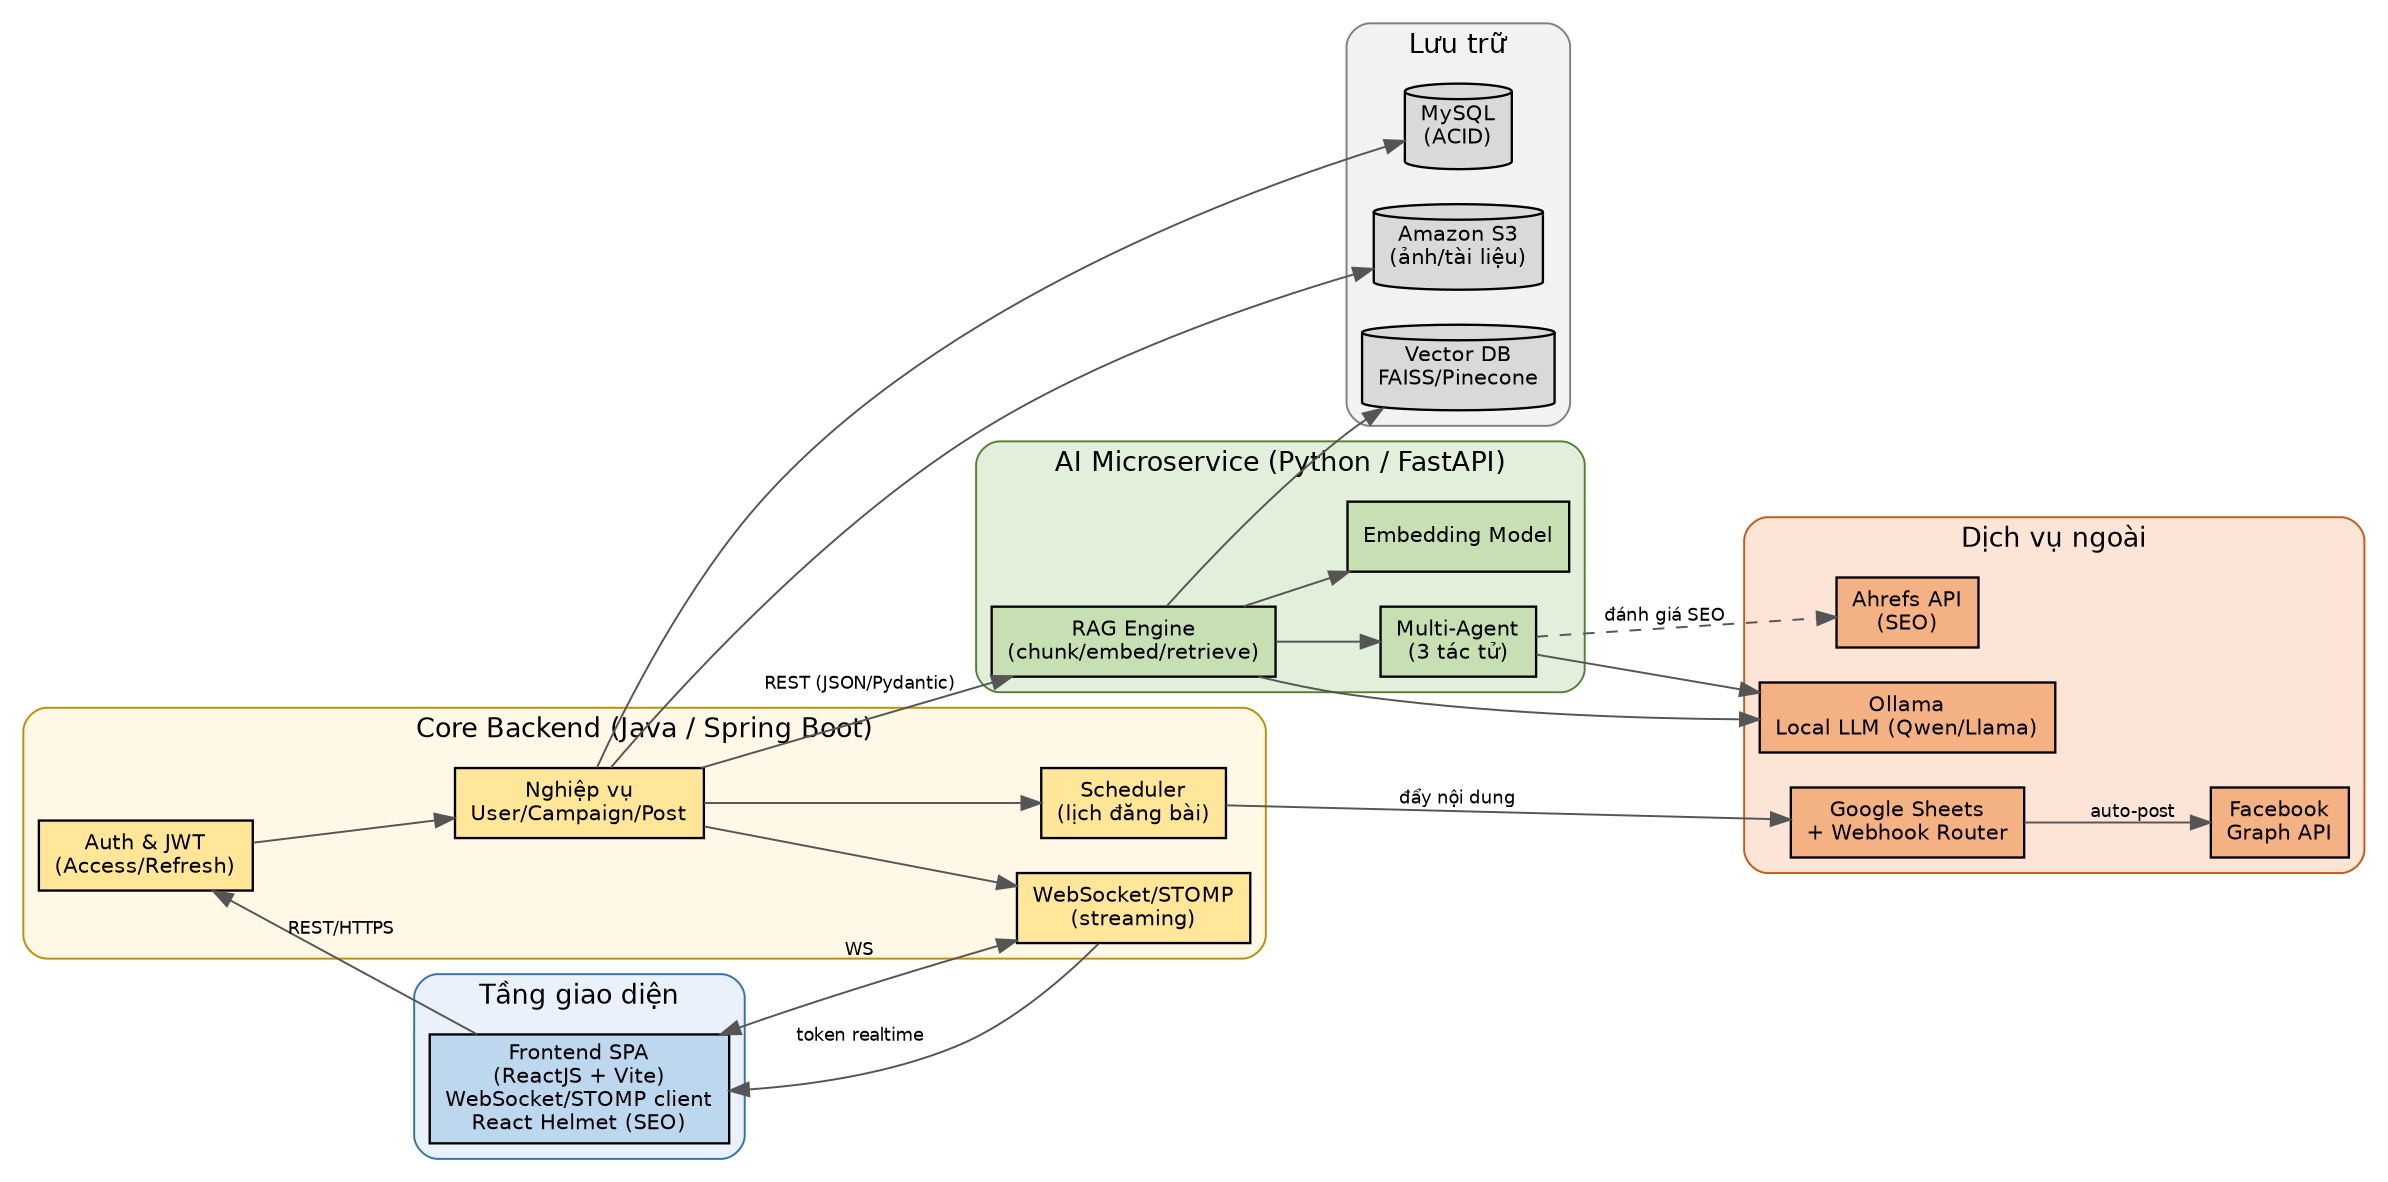 Lưu trữ
MySQL
(ACID)
Amazon S3
(ảnh/tài liệu)
Vector DB
FAISS/Pinecone
AI Microservice (Python / FastAPI)
Embedding Model
RAG Engine
(chunk/embed/retrieve)
Multi-Agent
(3 tác tử)
REST (JSON/Pydantic)
đánh giá SEO
Dịch vụ ngoài
Ahrefs API
(SEO)
Ollama
Local LLM (Qwen/Llama)
Google Sheets
+ Webhook Router
auto-post
Facebook
Graph API
Core Backend (Java / Spring Boot)
Nghiệp vụ
User/Campaign/Post
Auth & JWT
(Access/Refresh)
Scheduler
(lịch đăng bài)
đẩy nội dung
WebSocket/STOMP
(streaming)
REST/HTTPS
WS
token realtime
Tầng giao diện
Frontend SPA
(ReactJS + Vite)
WebSocket/STOMP client
React Helmet (SEO)